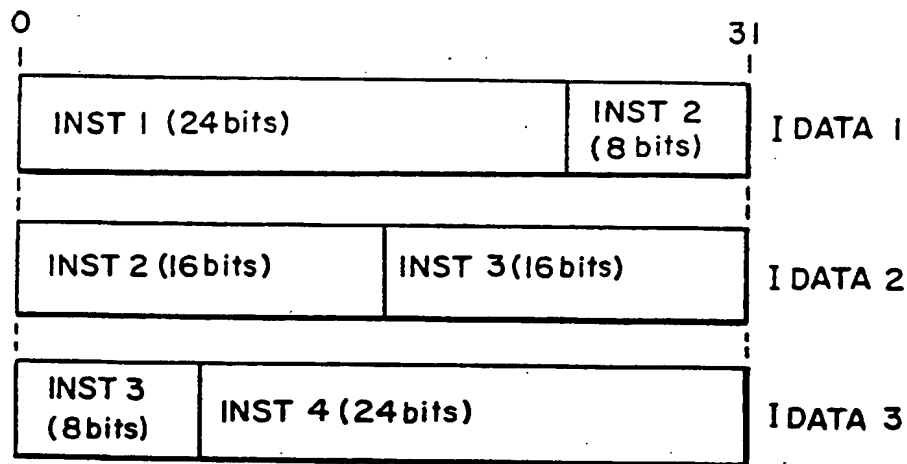 0 31
INST 1 (24bits) INST 2 (8 bits) I DATA 1
INST 2 (16bits) INST 3 (16bits) I DATA 2
INST 3 (8bits) INST 4 (24bits) I DATA 3